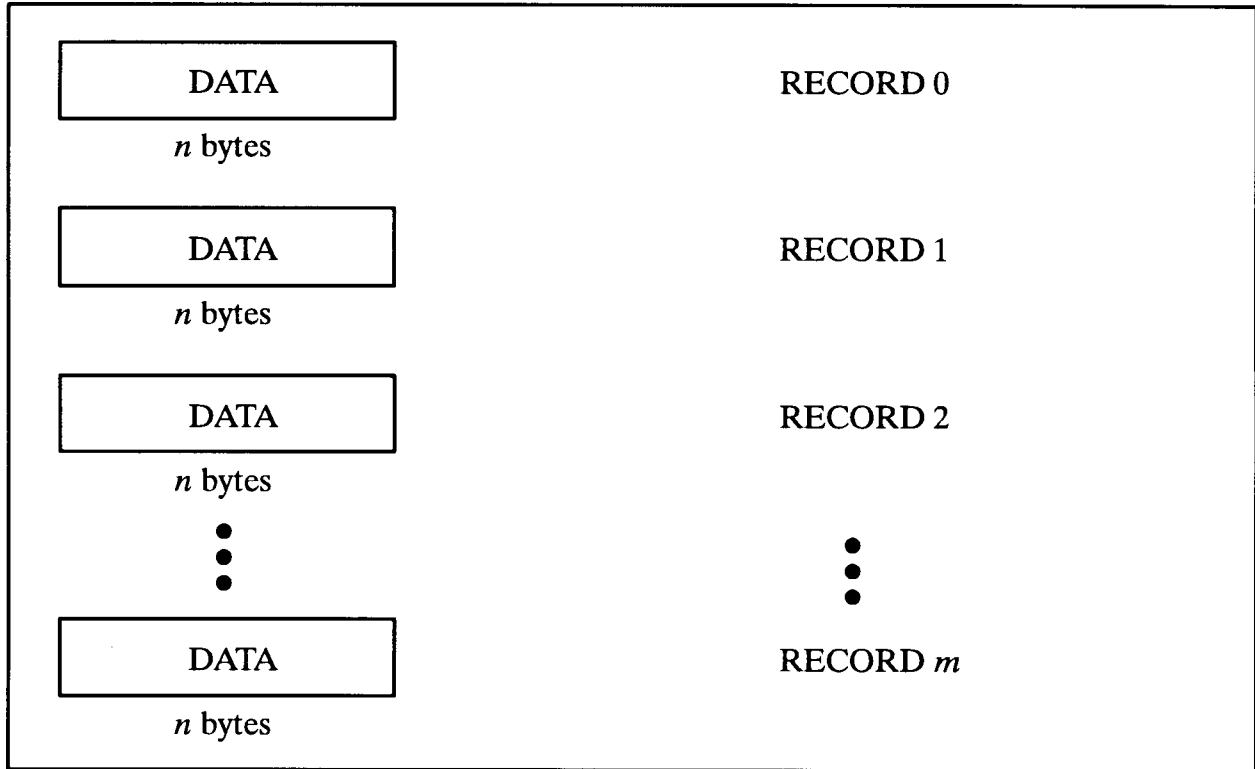 DATA RECORD 0
n bytes
DATA RECORD 1
n bytes
DATA RECORD 2
n bytes
DATA RECORD m
n bytes